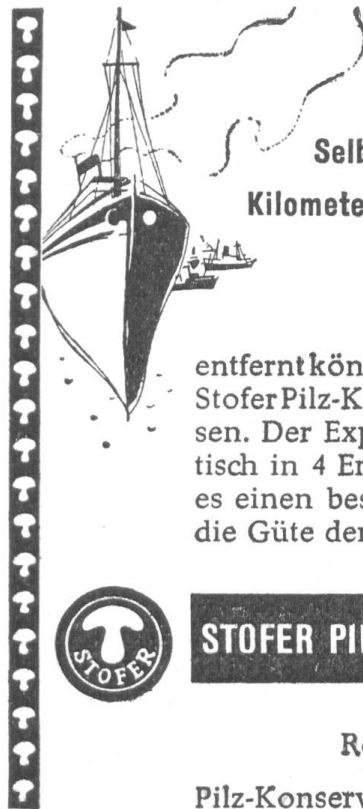 Selb
Kilomete
entfernt kön
Stofer Pilz-K
sen. Der Exp
tisch in 4 Er
es einen bes
die Güte der
STOFER
STOFER PI
R
Pilz-Konserv